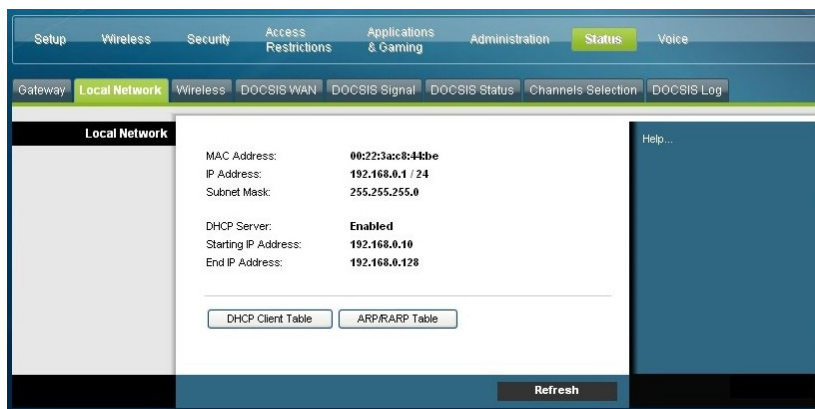 Setup Wireless Security Access Restrictions Applications & Gaming Administration Status Voice
Gateway Local Network Wireless DOCSIS WAN DOCSIS Signal DOCSIS Status Channels Selection DOCSIS Log
Local Network
Help...
MAC Address: 00:22:3a:c8:44:be
IP Address: 192.168.0.1 / 24
Subnet Mask: 255.255.255.0
DHCP Server: Enabled
Starting IP Address: 192.168.0.10
End IP Address: 192.168.0.128
DHCP Client Table ARP/RARP Table
Refresh